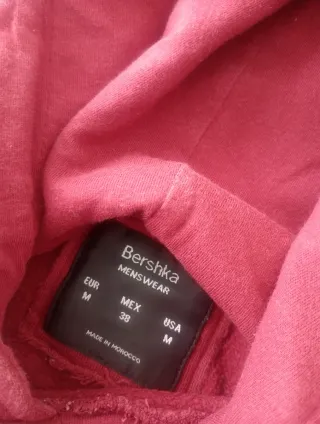 Bershka
MENSWEAR
EUR MEX USA
M 38 M
MADE IN MOROCCO